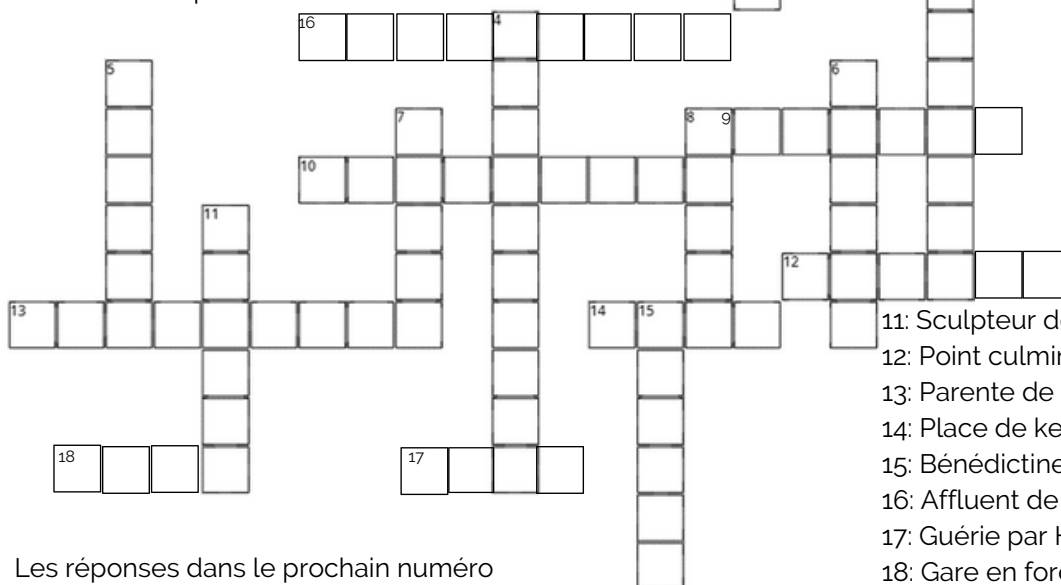 16
4
5
6
7
8 9
10
11
12
13
14 15
11: Sculpteur d
12: Point culmi
13: Parente de
14: Place de ke
15: Bénédictine
16: Affluent de
17: Guérie par
18: Gare en for
18
17
Les réponses dans le prochain numéro